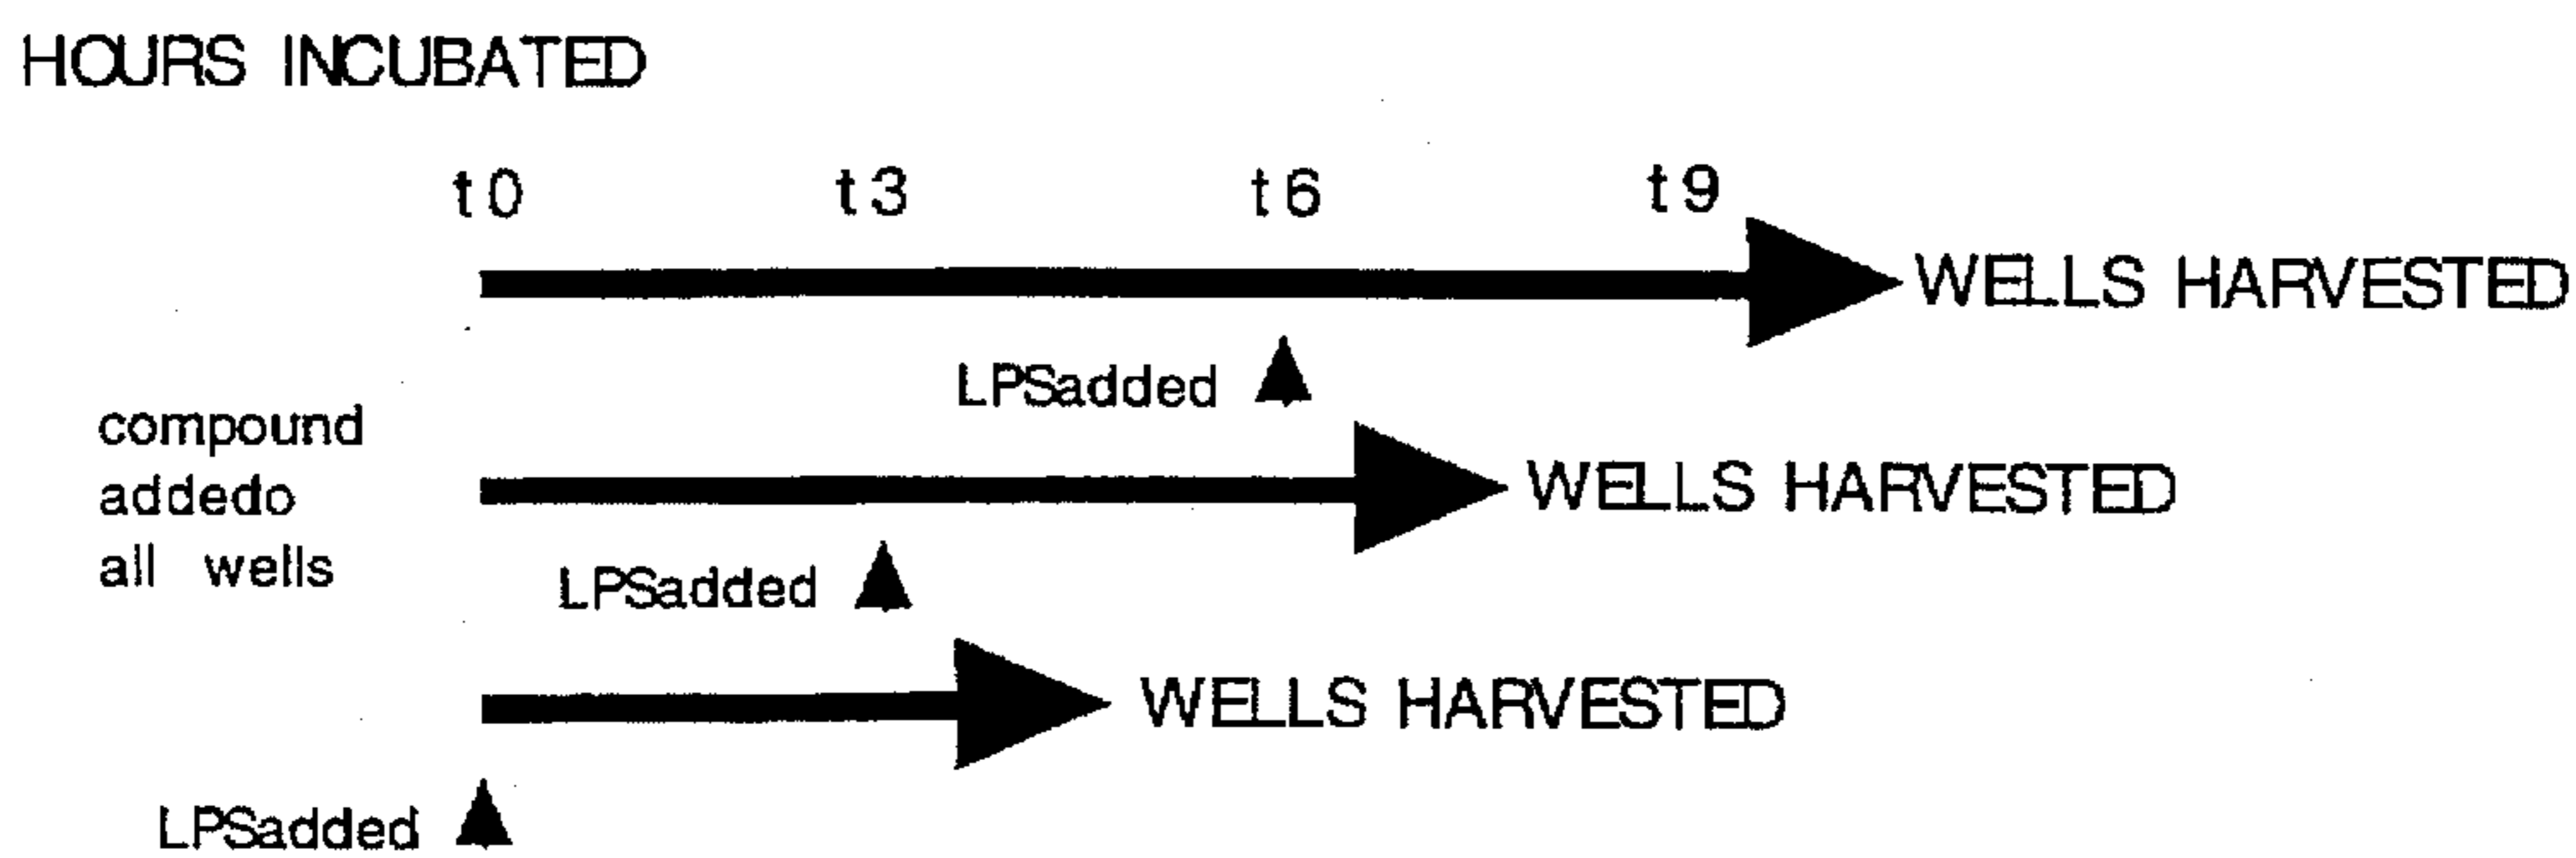 HOURS INCUBATED
t0 t3 t6 t9
WELLS HARVESTED
LPSadded
compound
addedo
all wells
WELLS HARVESTED
LPSadded
WELLS HARVESTED
LPSadded